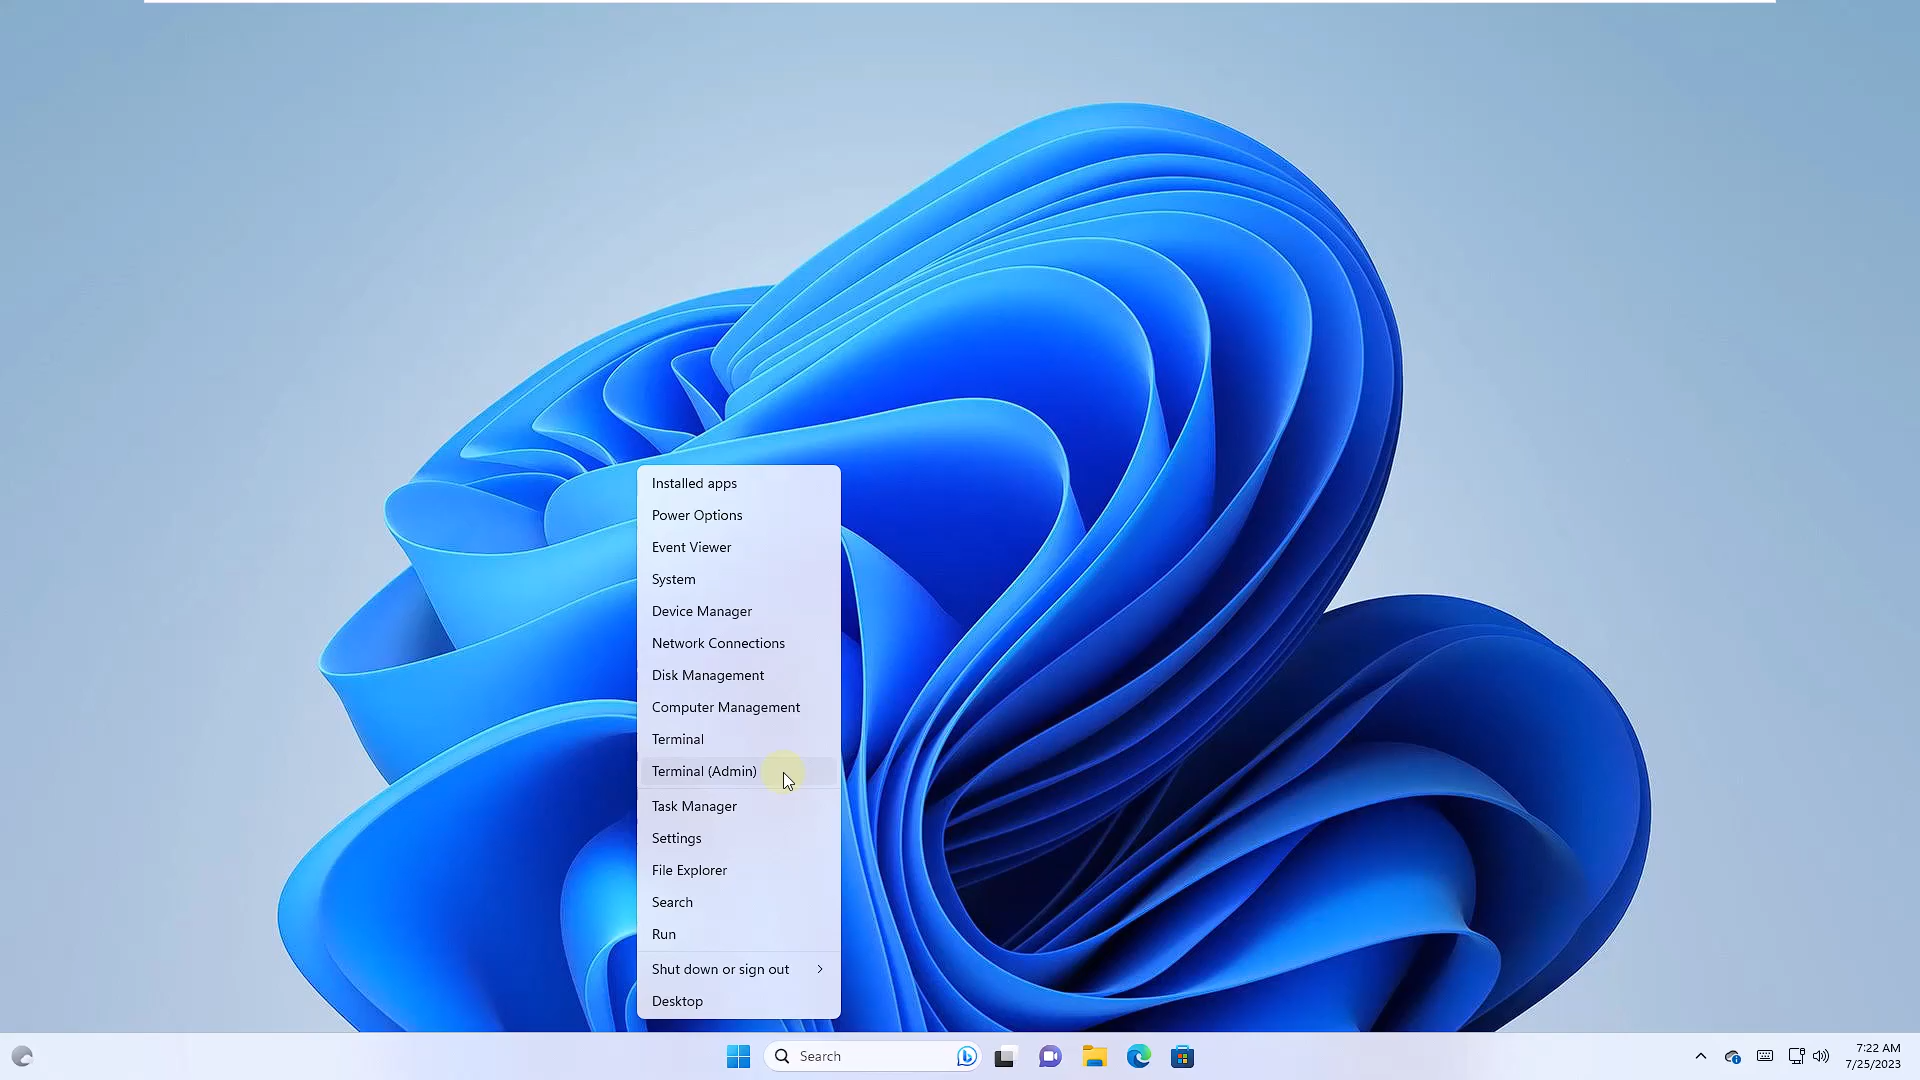 Installed apps
Power Options
Event Viewer
System
Device Manager
Network Connections
Disk Management
Computer Management
Terminal
Terminal (Admin)
Task Manager
Settings
File Explorer
Search
Run
Shut down or sign out
Desktop
Search
7:22 AM
7/25/2023